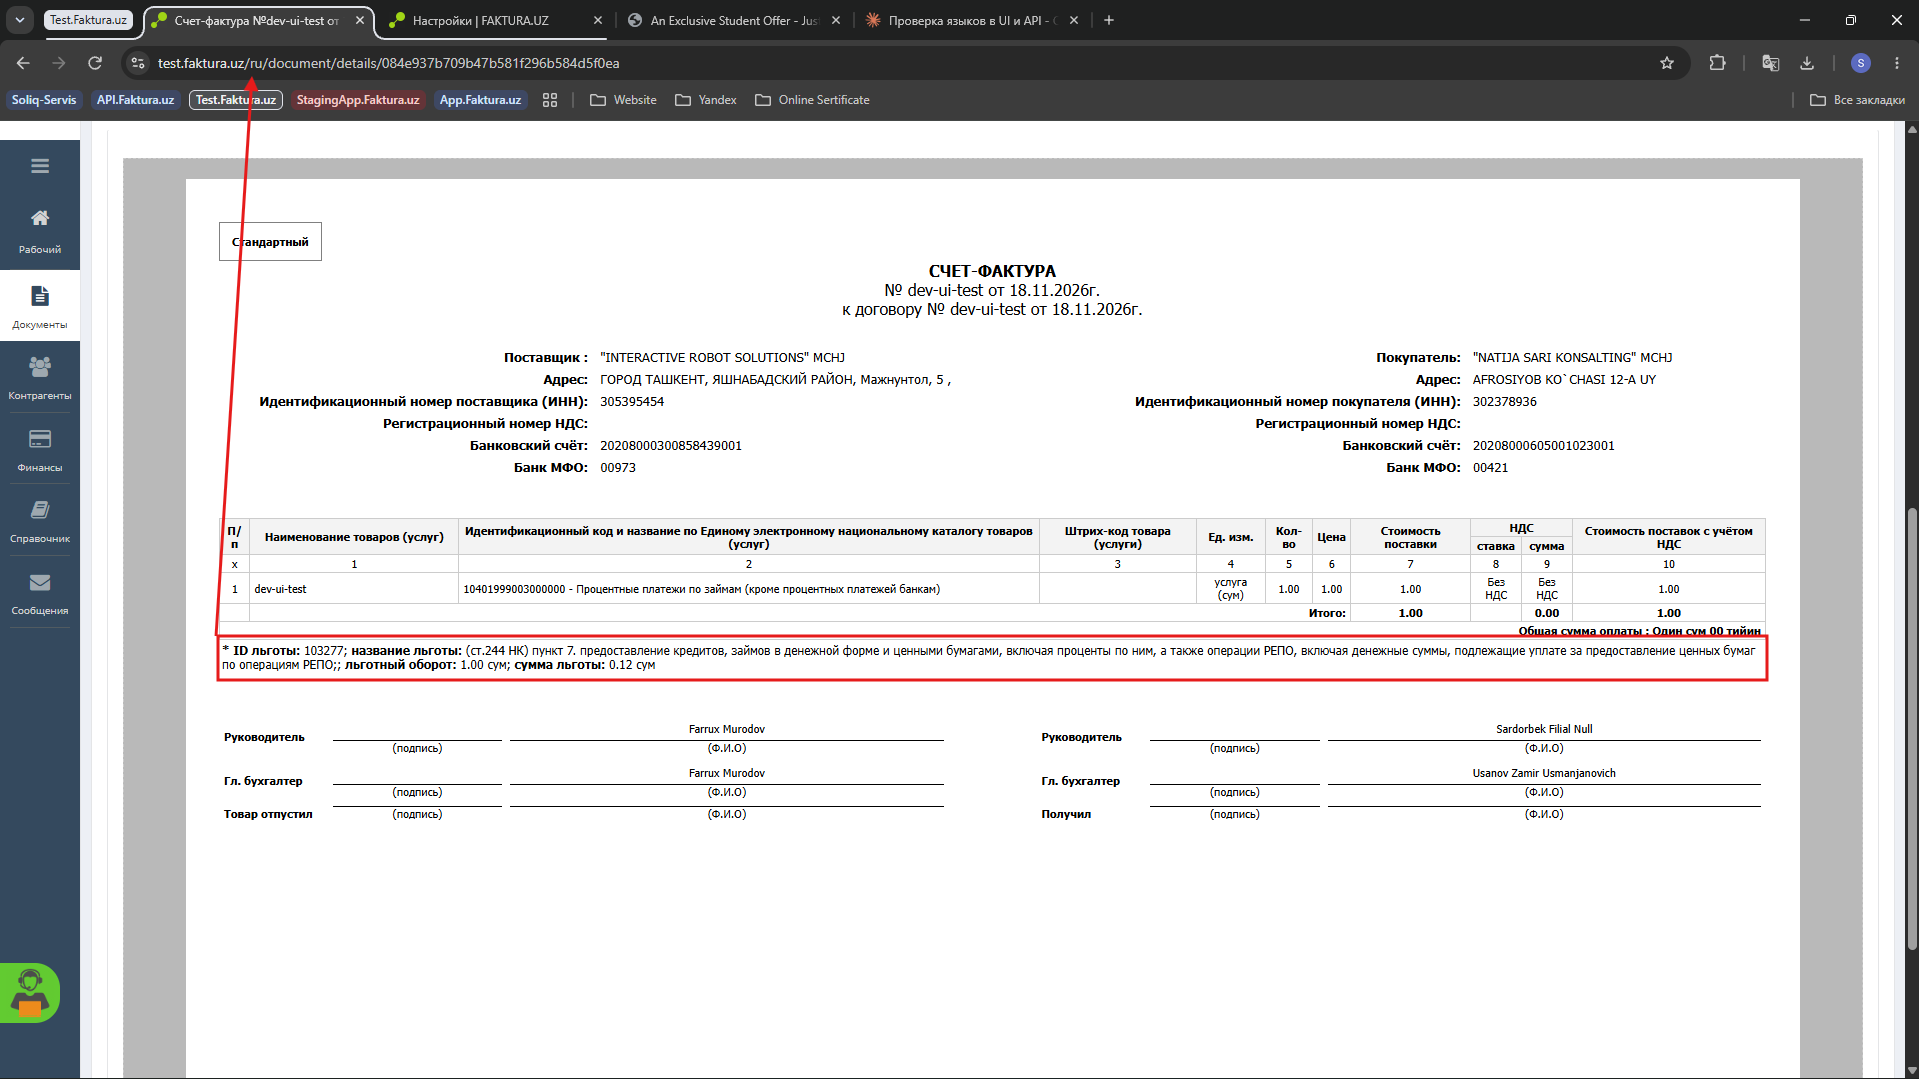 Test.Faktura.uz
Счет-фактура №dev-ui-test от
Настройки | FAKTURA.UZ
An Exclusive Student Offer - Jus
Проверка языков в UI и API - C
test.faktura.uz/ru/document/details/084e937b709b47b581f296b584d5f0ea
S
Soliq-Servis
API.Faktura.uz
Test.Faktura.uz
StagingApp.Faktura.uz
App.Faktura.uz
Website
Yandex
Online Sertificate
Все закладки
Рабочий
Документы
Контрагенты
Финансы
Справочник
Сообщения
Стандартный
СЧЕТ-ФАКТУРА
№ dev-ui-test от 18.11.2026г.
к договору № dev-ui-test от 18.11.2026г.
Поставщик : "INTERACTIVE ROBOT SOLUTIONS" MCHJ
Адрес: ГОРОД ТАШКЕНТ, ЯШНАБАДСКИЙ РАЙОН, Мажнунтол, 5 ,
Идентификационный номер поставщика (ИНН): 305395454
Регистрационный номер НДС:
Банковский счёт: 20208000300858439001
Банк МФО: 00973
Покупатель: "NATIJA SARI KONSALTING" MCHJ
Адрес: AFROSIYOB KO`CHASI 12-A UY
Идентификационный номер покупателя (ИНН): 302378936
Регистрационный номер НДС:
Банковский счёт: 20208000605001023001
Банк МФО: 00421
П/п Наименование товаров (услуг) Идентификационный код и название по Единому электронному национальному каталогу товаров (услуг) Штрих-код товара (услуги) Ед. изм. Кол-во Цена Стоимость поставки НДС ставка сумма Стоимость поставок с учётом НДС
x 1 2 3 4 5 6 7 8 9 10
1 dev-ui-test 10401999003000000 - Процентные платежи по займам (кроме процентных платежей банкам) услуга (сум) 1.00 1.00 1.00 Без НДС Без НДС 1.00
Итого: 1.00 0.00 1.00
Общая сумма оплаты : Один сум 00 тийин
* ID льготы: 103277; название льготы: (ст.244 НК) пункт 7. предоставление кредитов, займов в денежной форме и ценными бумагами, включая проценты по ним, а также операции РЕПО, включая денежные суммы, подлежащие уплате за предоставление ценных бумаг
по операциям РЕПО;; льготный оборот: 1.00 сум; сумма льготы: 0.12 сум
Руководитель
Farrux Murodov
(подпись)
(Ф.И.О)
Гл. бухгалтер
Farrux Murodov
(подпись)
(Ф.И.О)
Товар отпустил
(подпись)
(Ф.И.О)
Руководитель
Sardorbek Filial Null
(подпись)
(Ф.И.О)
Гл. бухгалтер
Usanov Zamir Usmanjanovich
(подпись)
(Ф.И.О)
Получил
(подпись)
(Ф.И.О)